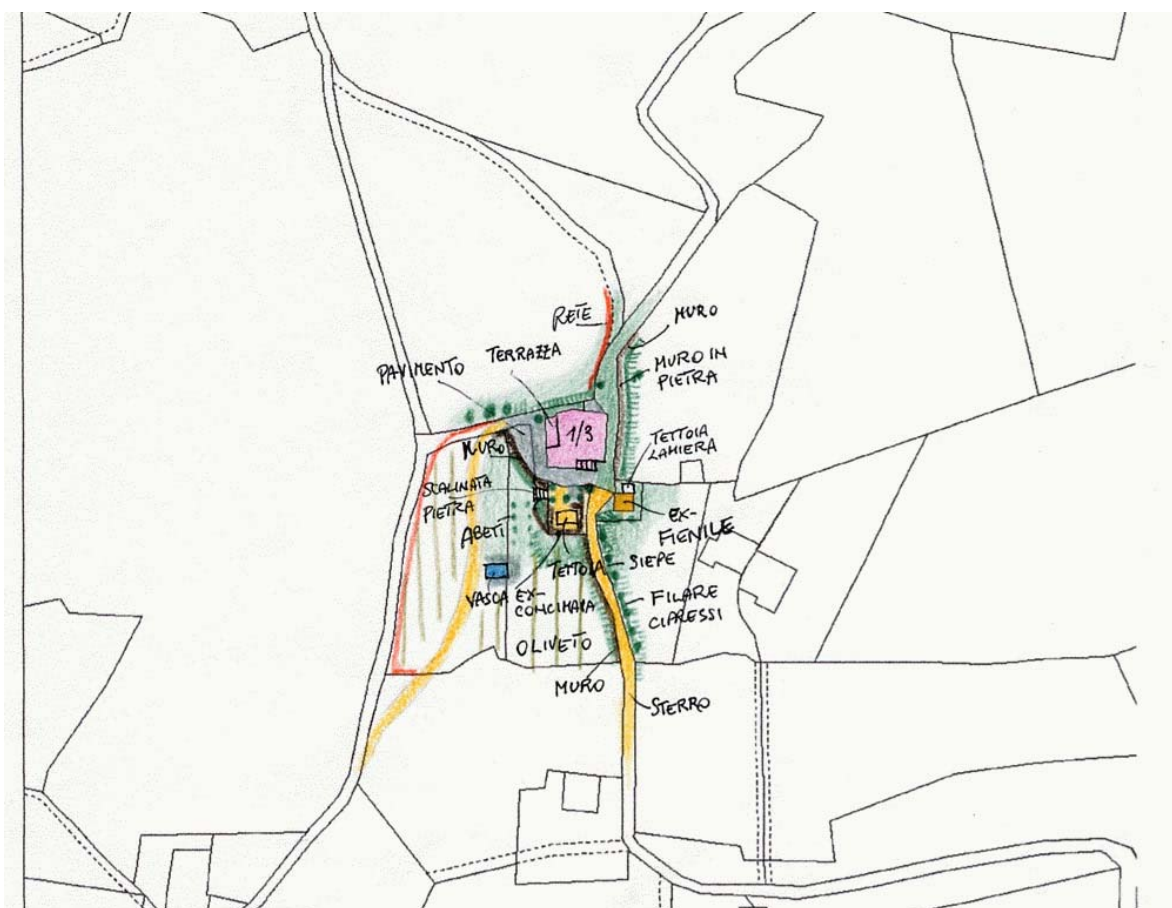 RETE
MURO
TERRAZZA
PAVIMENTO
MURO IN
PIETRA
1/3
TETTOIA
LAMIERA
MURO
SCALINATA
PIETRA
ABETI
EX-
FIENILE
TETTOIA
SIEPE
VASCA
EX-
CONCIMAIA
FILARE
CIPRESSI
OLIVETO
MURO
STERRO